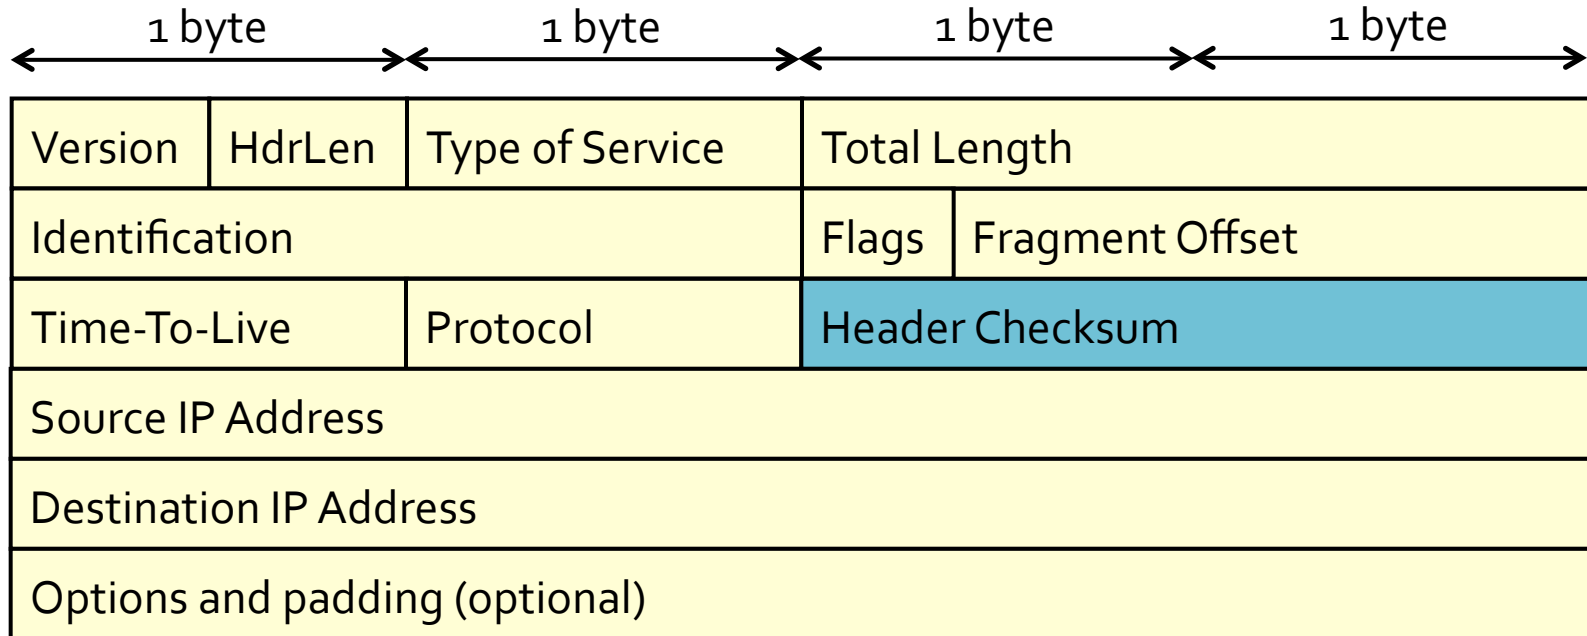 1 byte 1 byte 1 byte 1 byte
Version HdrLen Type of Service Total Length
Identification Flags Fragment Offset
Time-To-Live Protocol Header Checksum
Source IP Address
Destination IP Address
Options and padding (optional)